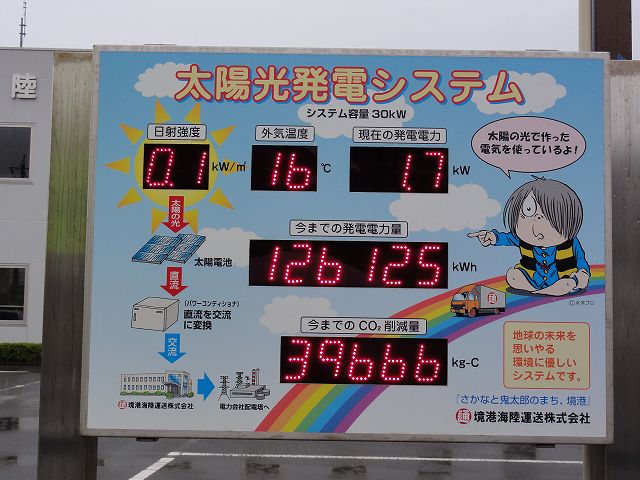 陸
太陽光発電システム
システム容量 30kW
日射強度
0.1 kW/㎡
外気温度
16 ℃
現在の発電電力
1.7 kW
太陽の光で作った
電気を使っているよ!
太陽の光
今までの発電電力量
126125 kWh
太陽電池
直流
(パワーコンディショナ)
直流を交流
に変換
©水木プロ
今までのCO₂削減量
39666 kg-C
交流
地球の未来を
思いやる
環境に優しい
システムです。
境港海陸運送株式会社
電力会社配電塔へ
『さかなと鬼太郎のまち、境港』
境港海陸運送株式会社